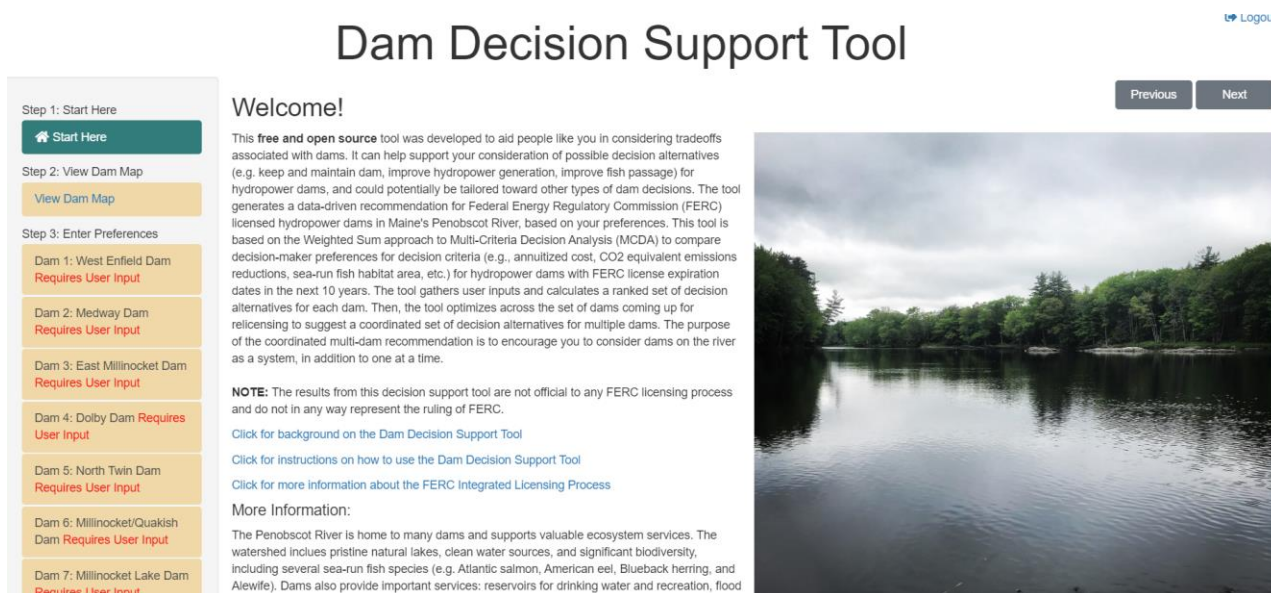 Logou
Dam Decision Support Tool
Previous
Next
Step 1: Start Here
Start Here
Step 2: View Dam Map
View Dam Map
Step 3: Enter Preferences
Dam 1: West Enfield Dam
Requires User Input
Dam 2: Medway Dam
Requires User Input
Dam 3: East Millinocket Dam
Requires User Input
Dam 4: Dolby Dam Requires
User Input
Dam 5: North Twin Dam
Requires User Input
Dam 6: Millinocket/Quakish
Dam Requires User Input
Dam 7: Millinocket Lake Dam
Requires User Input
Welcome!
This free and open source tool was developed to aid people like you in considering tradeoffs
associated with dams. It can help support your consideration of possible decision alternatives
(e.g. keep and maintain dam, improve hydropower generation, improve fish passage) for
hydropower dams, and could potentially be tailored toward other types of dam decisions. The tool
generates a data-driven recommendation for Federal Energy Regulatory Commission (FERC)
licensed hydropower dams in Maine's Penobscot River, based on your preferences. This tool is
based on the Weighted Sum approach to Multi-Criteria Decision Analysis (MCDA) to compare
decision-maker preferences for decision criteria (e.g., annuitized cost, CO2 equivalent emissions
reductions, sea-run fish habitat area, etc.) for hydropower dams with FERC license expiration
dates in the next 10 years. The tool gathers user inputs and calculates a ranked set of decision
alternatives for each dam. Then, the tool optimizes across the set of dams coming up for
relicensing to suggest a coordinated set of decision alternatives for multiple dams. The purpose
of the coordinated multi-dam recommendation is to encourage you to consider dams on the river
as a system, in addition to one at a time.
NOTE: The results from this decision support tool are not official to any FERC licensing process
and do not in any way represent the ruling of FERC.
Click for background on the Dam Decision Support Tool
Click for instructions on how to use the Dam Decision Support Tool
Click for more information about the FERC Integrated Licensing Process
More Information:
The Penobscot River is home to many dams and supports valuable ecosystem services. The
watershed inclues pristine natural lakes, clean water sources, and significant biodiversity,
including several sea-run fish species (e.g. Atlantic salmon, American eel, Blueback herring, and
Alewife). Dams also provide important services: reservoirs for drinking water and recreation, flood